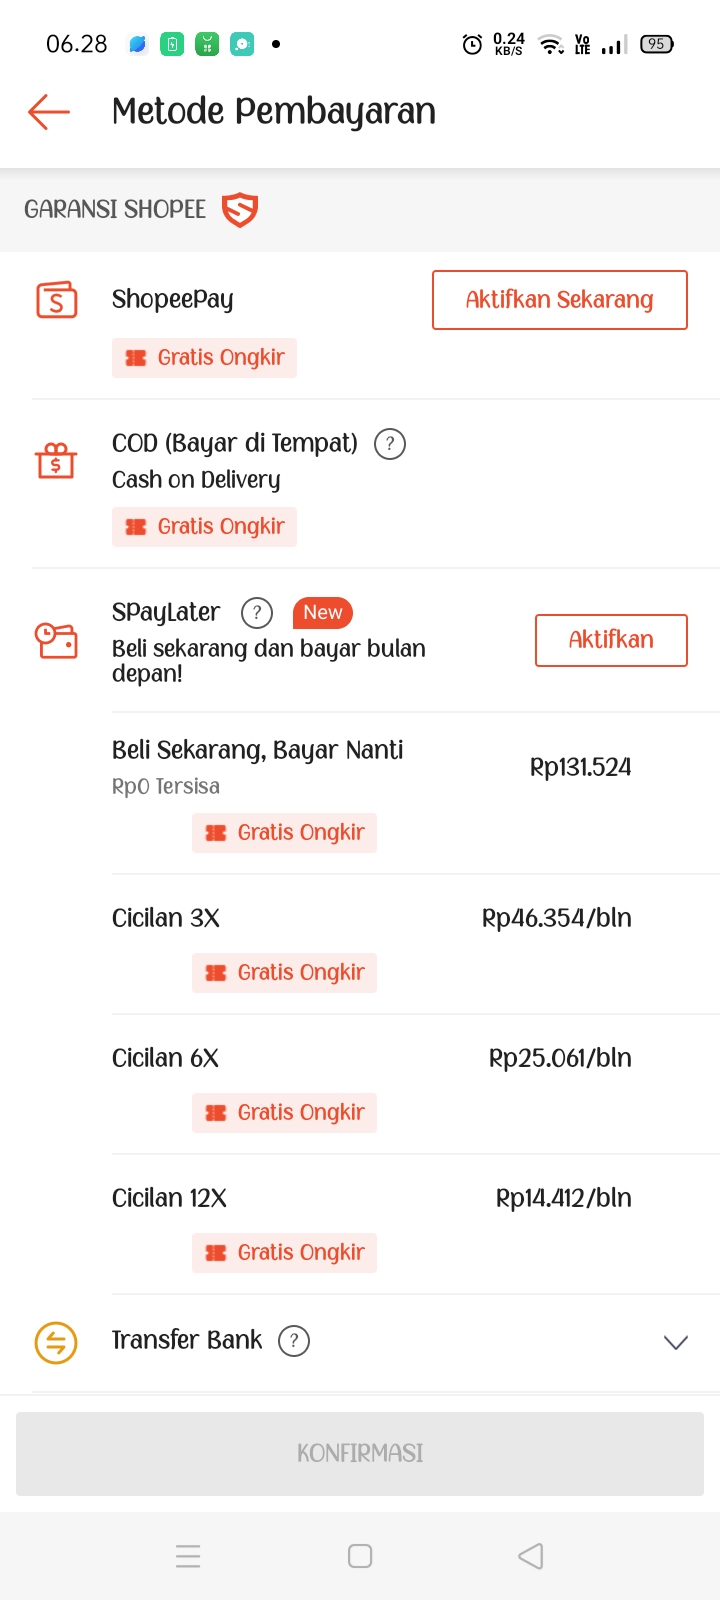 06.28
0.24
KB/S
Vo
LTE
95
Metode Pembayaran
GARANSI SHOPEE
ShopeePay
Aktifkan Sekarang
Gratis Ongkir
COD (Bayar di Tempat) ?
Cash on Delivery
Gratis Ongkir
SPayLater ? New
Beli sekarang dan bayar bulan
depan!
Aktifkan
Beli Sekarang, Bayar Nanti
Rp131.524
Rp0 Tersisa
Gratis Ongkir
Cicilan 3X Rp46.354/bln
Gratis Ongkir
Cicilan 6X Rp25.061/bln
Gratis Ongkir
Cicilan 12X Rp14.412/bln
Gratis Ongkir
Transfer Bank ?
KONFIRMASI